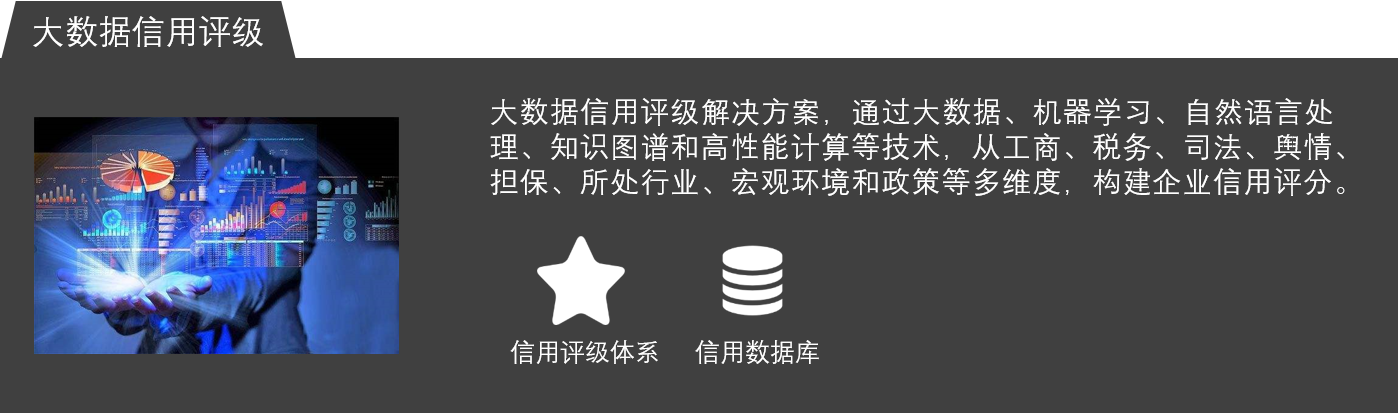 大数据信用评级
大数据信用评级解决方案，通过大数据、机器学习、自然语言处
理、知识图谱和高性能计算等技术，从工商、税务、司法、舆情、
担保、所处行业、宏观环境和政策等多维度，构建企业信用评分。
信用评级体系
信用数据库